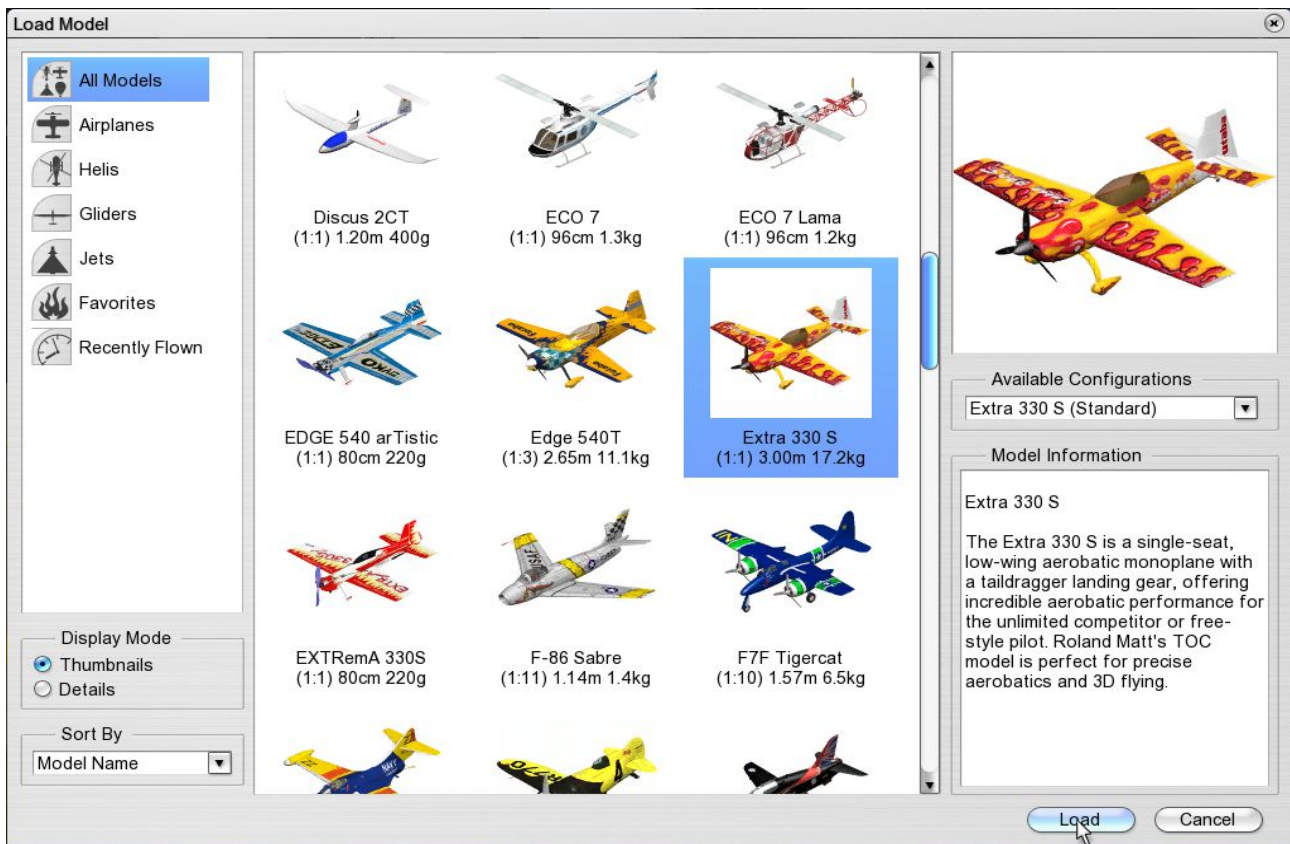 Load Model
All Models
Airplanes
Helis
Gliders
Jets
Favorites
Recently Flown
Display Mode
Thumbnails
Details
Sort By
Model Name
Discus 2CT
(1:1) 1.20m 400g
ECO 7
(1:1) 96cm 1.3kg
ECO 7 Lama
(1:1) 96cm 1.2kg
EDGE 540 arTistic
(1:1) 80cm 220g
Edge 540T
(1:3) 2.65m 11.1kg
Extra 330 S
(1:1) 3.00m 17.2kg
EXTRemA 330S
(1:1) 80cm 220g
F-86 Sabre
(1:11) 1.14m 1.4kg
F7F Tigercat
(1:10) 1.57m 6.5kg
Available Configurations
Extra 330 S (Standard)
Model Information
Extra 330 S
The Extra 330 S is a single-seat,
low-wing aerobatic monoplane with
a taildragger landing gear, offering
incredible aerobatic performance for
the unlimited competitor or free-
style pilot. Roland Matt's TOC
model is perfect for precise
aerobatics and 3D flying.
Load
Cancel